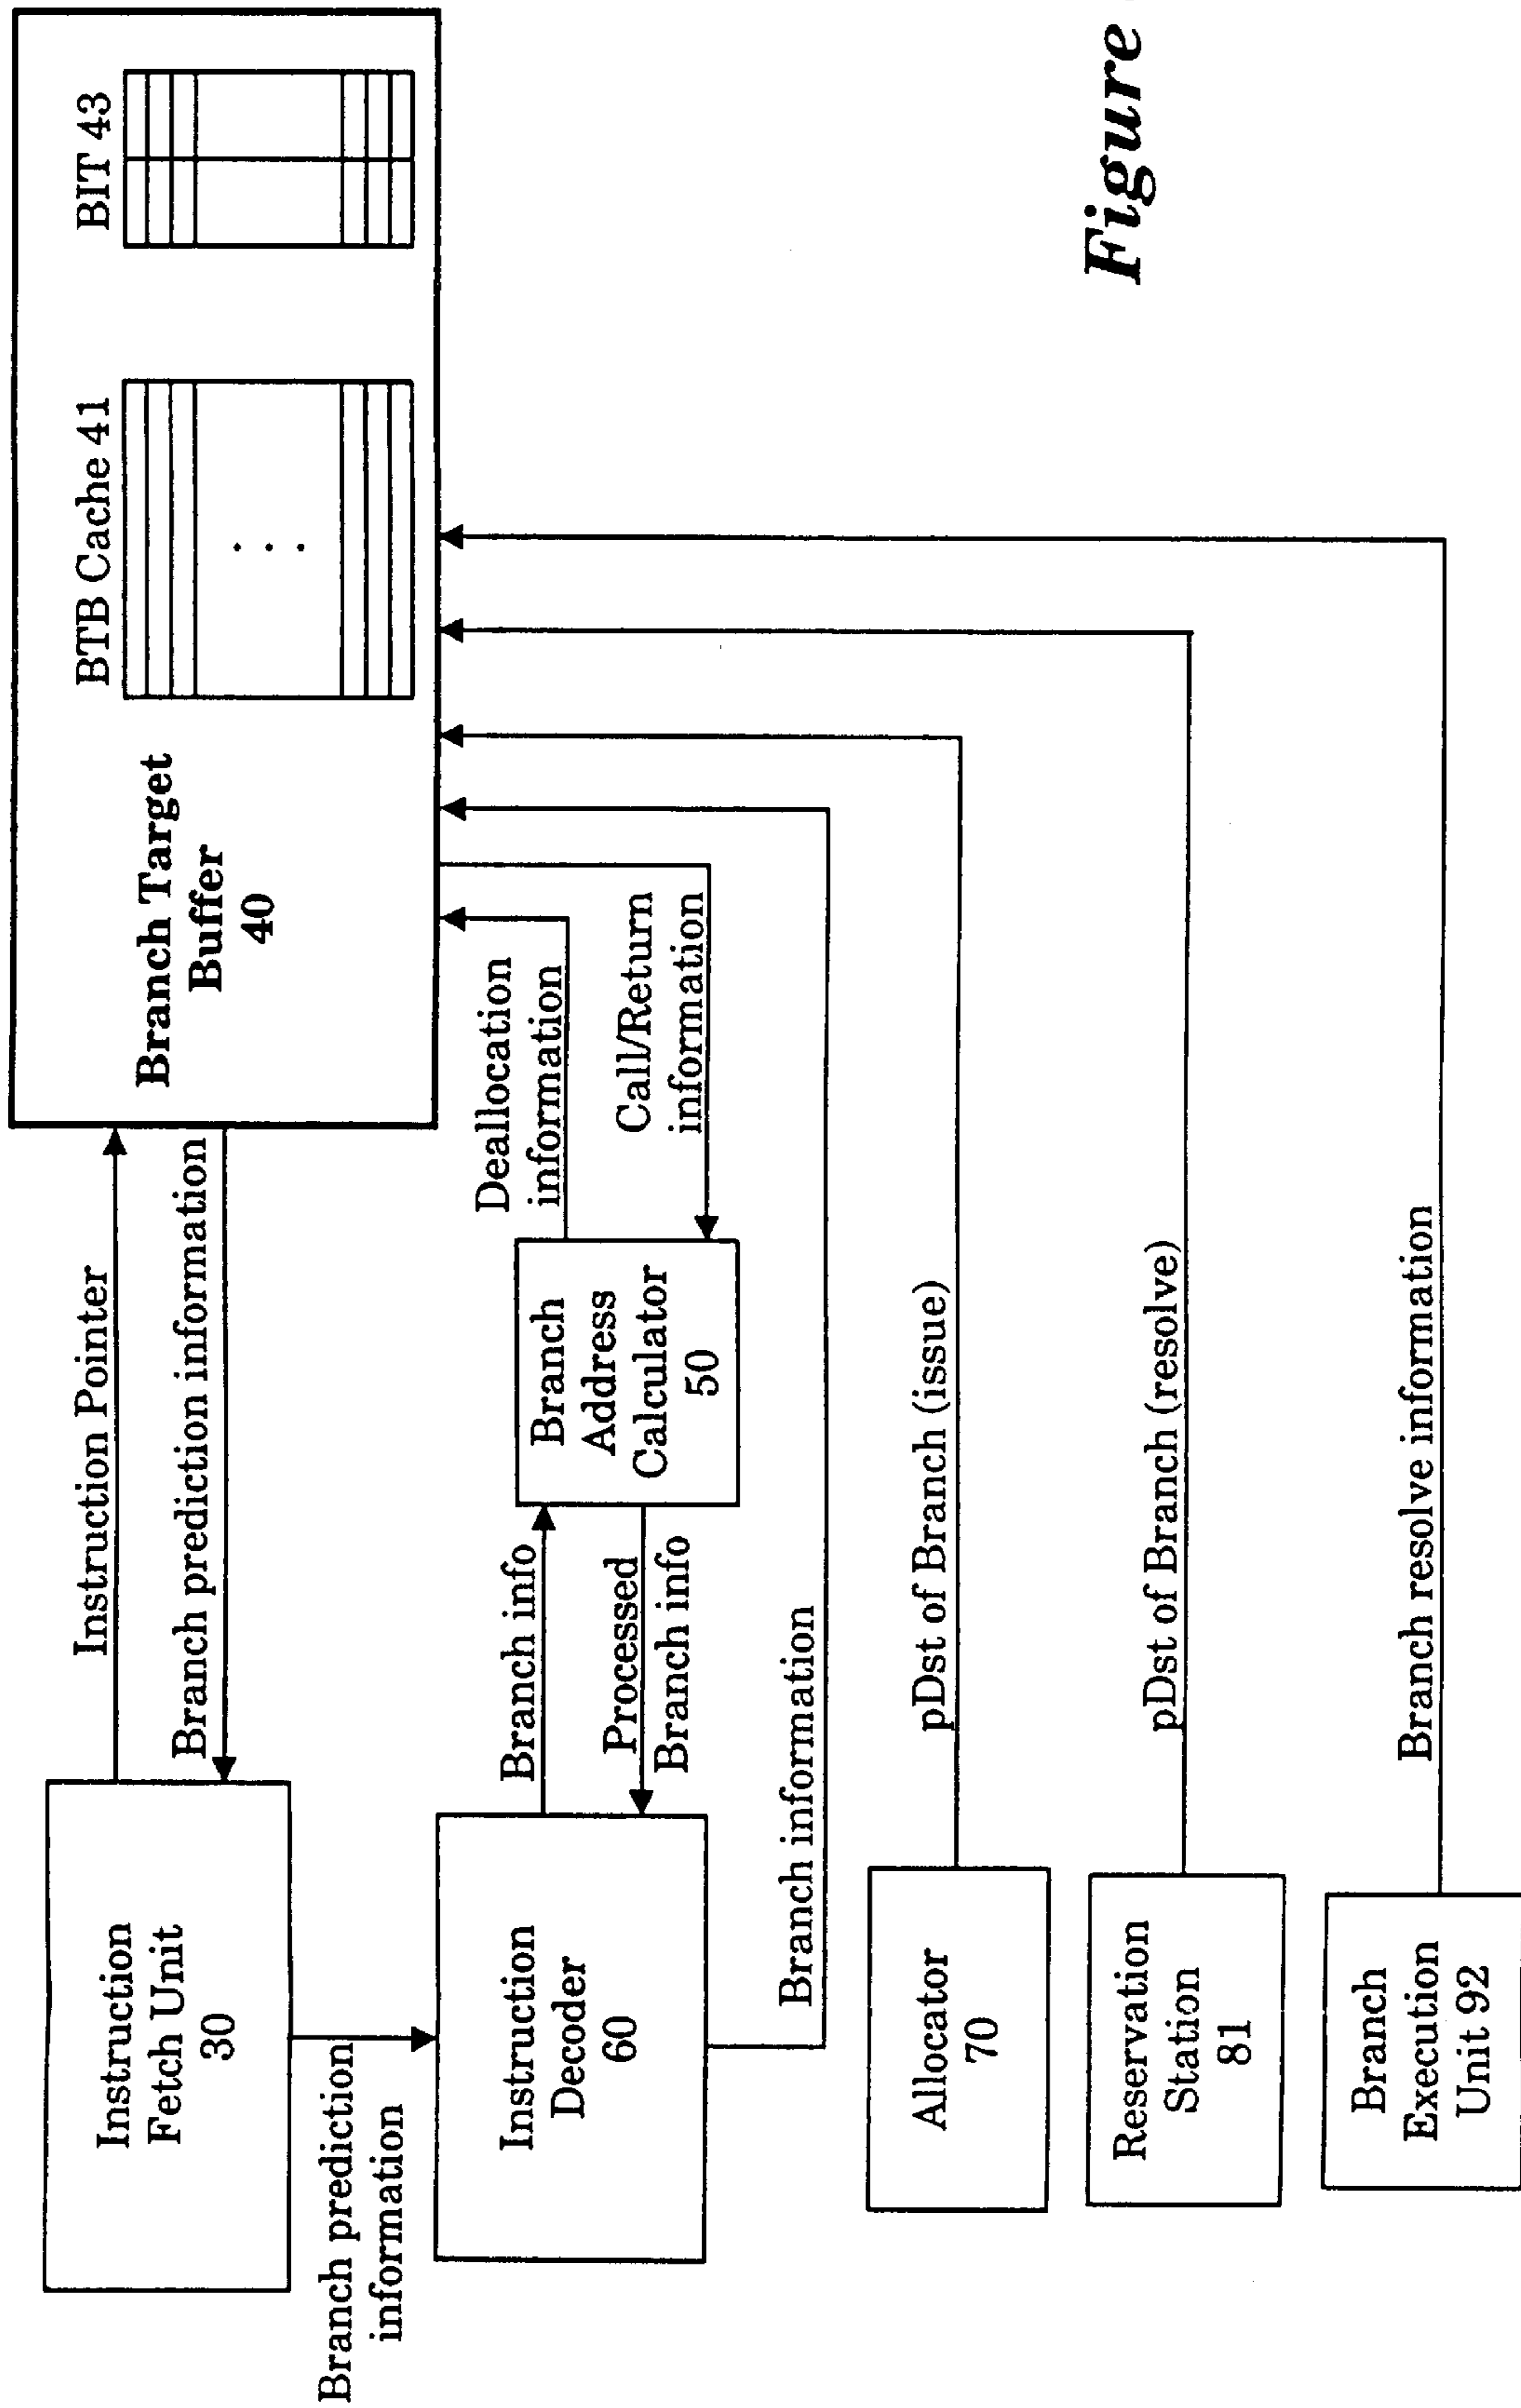 Instruction
Fetch Unit
30
Instruction Pointer
Branch prediction information
Branch Target
Buffer
40
BTB Cache 41
BIT 43
Branch prediction
information
Instruction
Decoder
60
Branch info
Processed
Branch info
Branch
Address
Calculator
50
Deallocation
information
Call/Return
information
Branch information
Allocator
70
pDst of Branch (issue)
Reservation
Station
81
pDst of Branch (resolve)
Branch
Execution
Unit 92
Branch resolve information
Figure